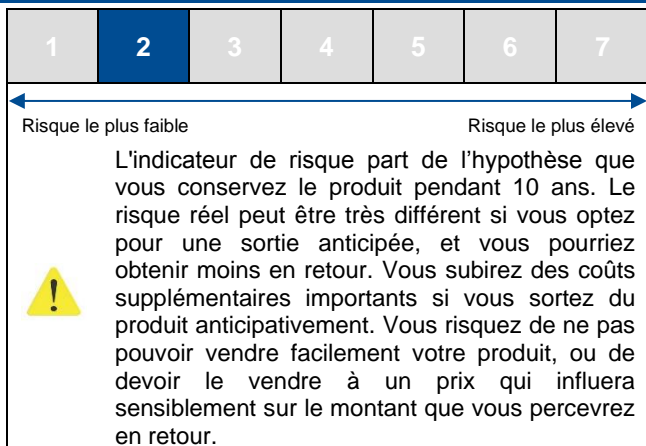 1 2 3 4 5 6 7
Risque le plus faible Risque le plus élevé
L'indicateur de risque part de l’hypothèse que
vous conservez le produit pendant 10 ans. Le
risque réel peut être très différent si vous optez
pour une sortie anticipée, et vous pourriez
obtenir moins en retour. Vous subirez des coûts
supplémentaires importants si vous sortez du
produit anticipativement. Vous risquez de ne pas
pouvoir vendre facilement votre produit, ou de
devoir le vendre à un prix qui influera
sensiblement sur le montant que vous percevrez
en retour.